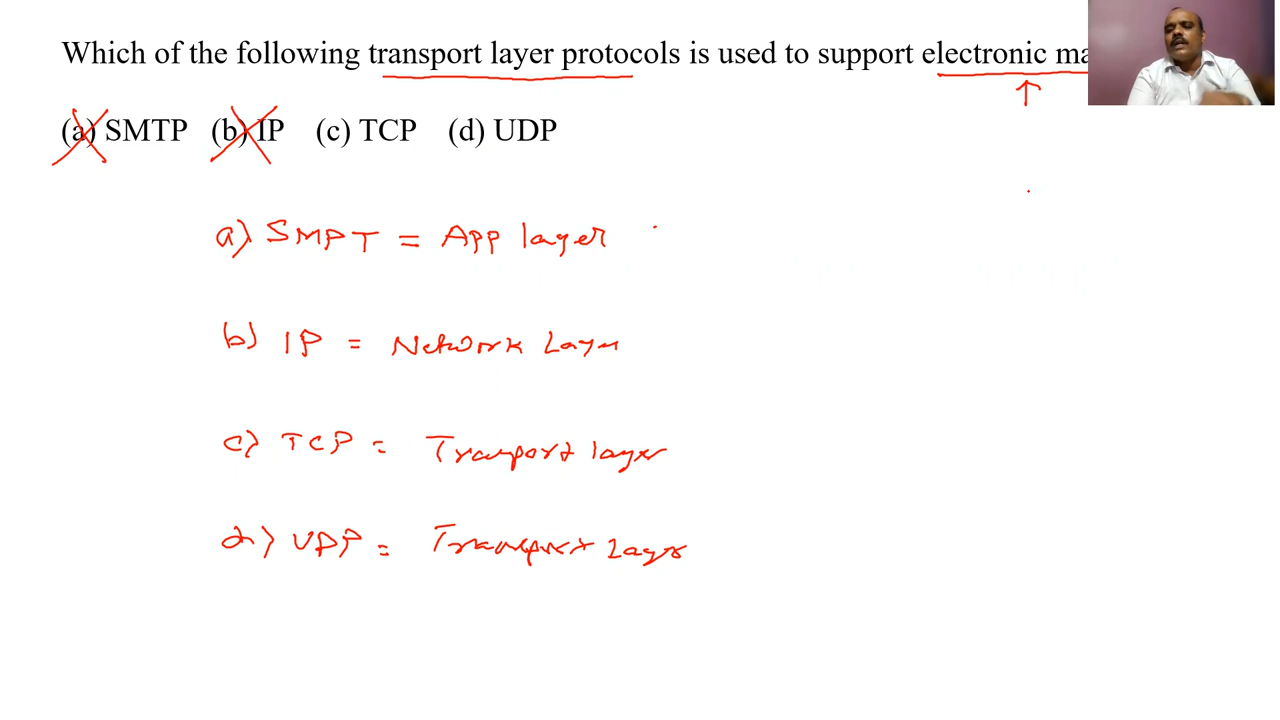 Which of the following transport layer protocols is used to support electronic ma
(a) SMTP (b) IP (c) TCP (d) UDP
a) SMPT = App layer
b) IP = Network Layer
c) TCP = Tranport layer
d) UDP = Transport Layer